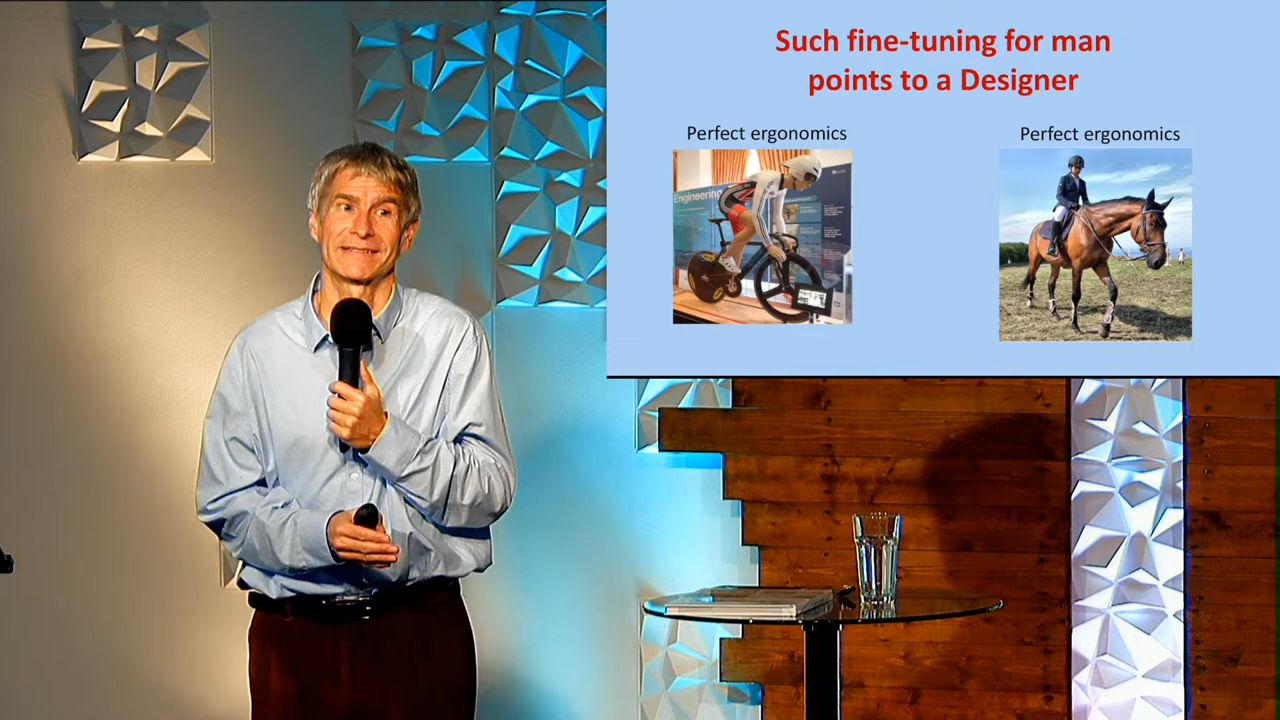 Such fine-tuning for man
points to a Designer
Perfect ergonomics
Perfect ergonomics
Engineering